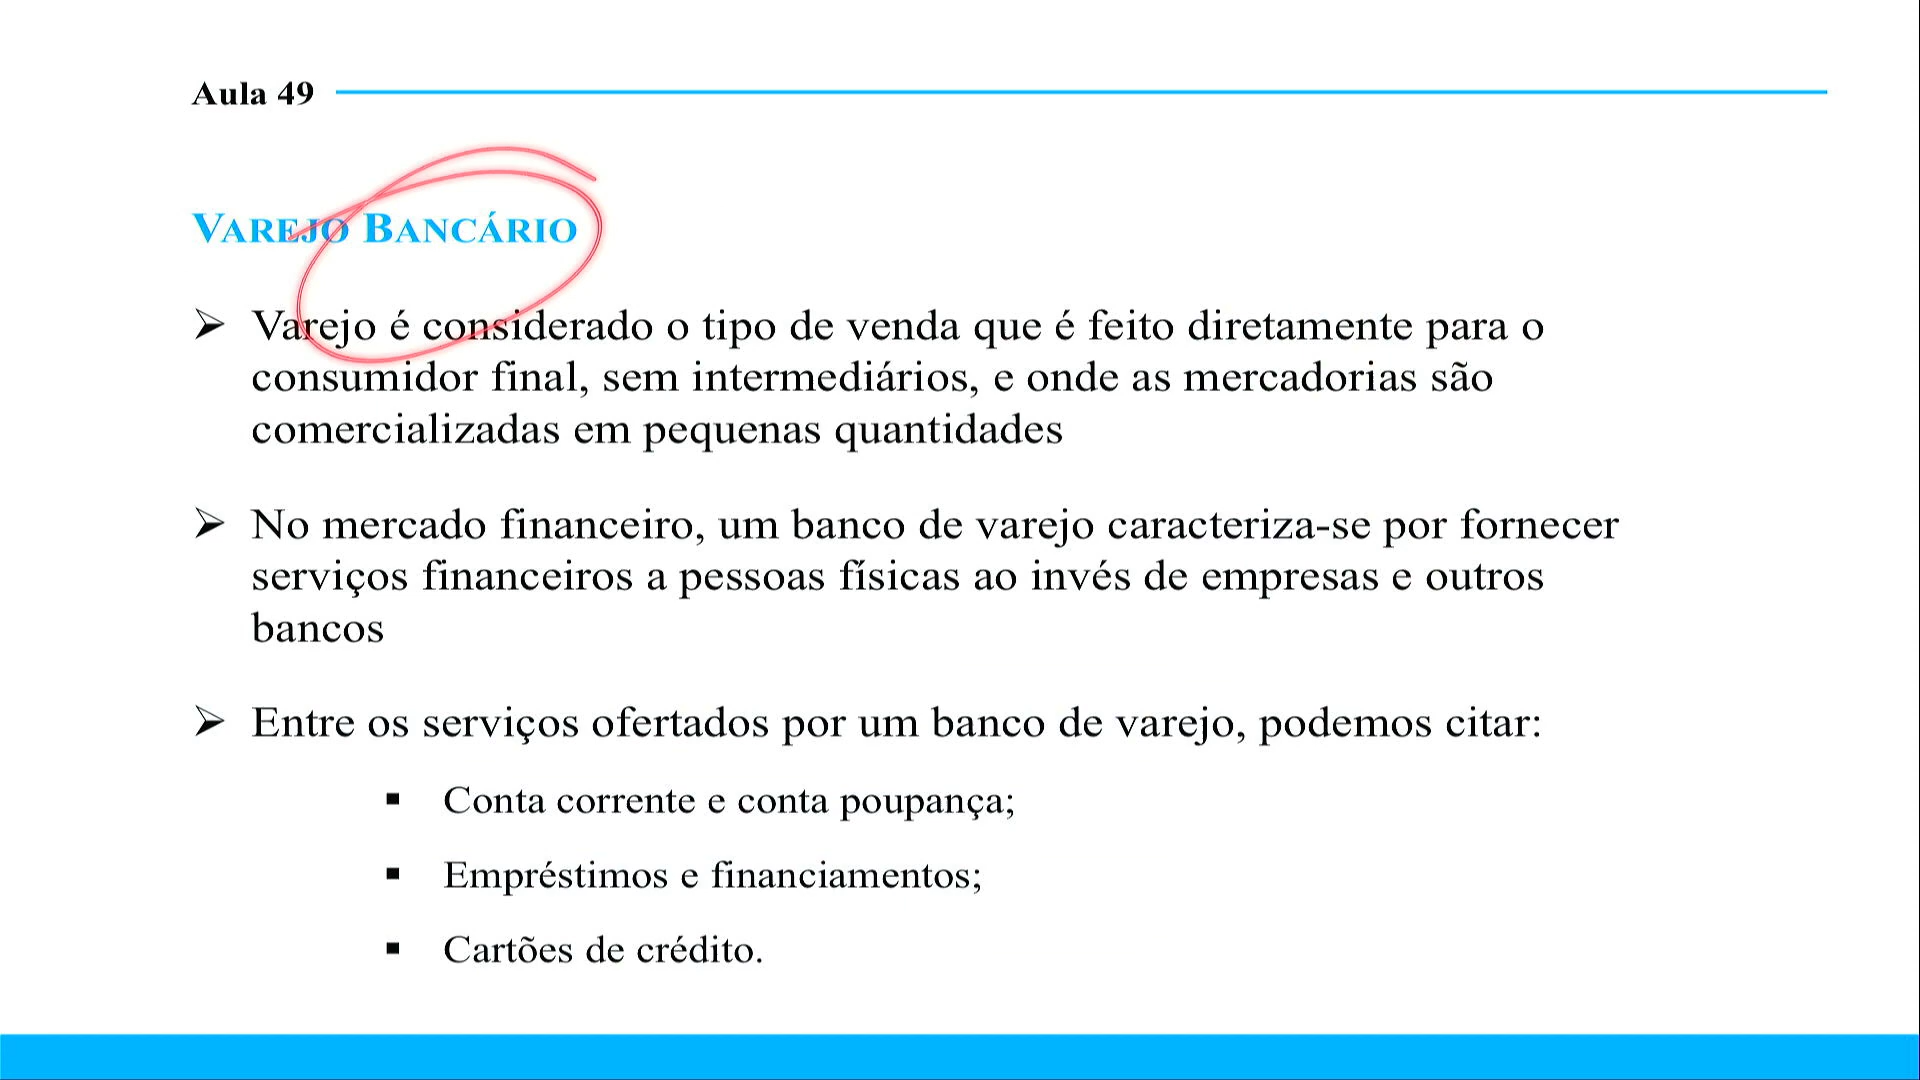 Aula 49
VAREJO BANCÁRIO
➢ Varejo é considerado o tipo de venda que é feito diretamente para o
consumidor final, sem intermediários, e onde as mercadorias são
comercializadas em pequenas quantidades
➢ No mercado financeiro, um banco de varejo caracteriza-se por fornecer
serviços financeiros a pessoas físicas ao invés de empresas e outros
bancos
➢ Entre os serviços ofertados por um banco de varejo, podemos citar:
▪ Conta corrente e conta poupança;
▪ Empréstimos e financiamentos;
▪ Cartões de crédito.